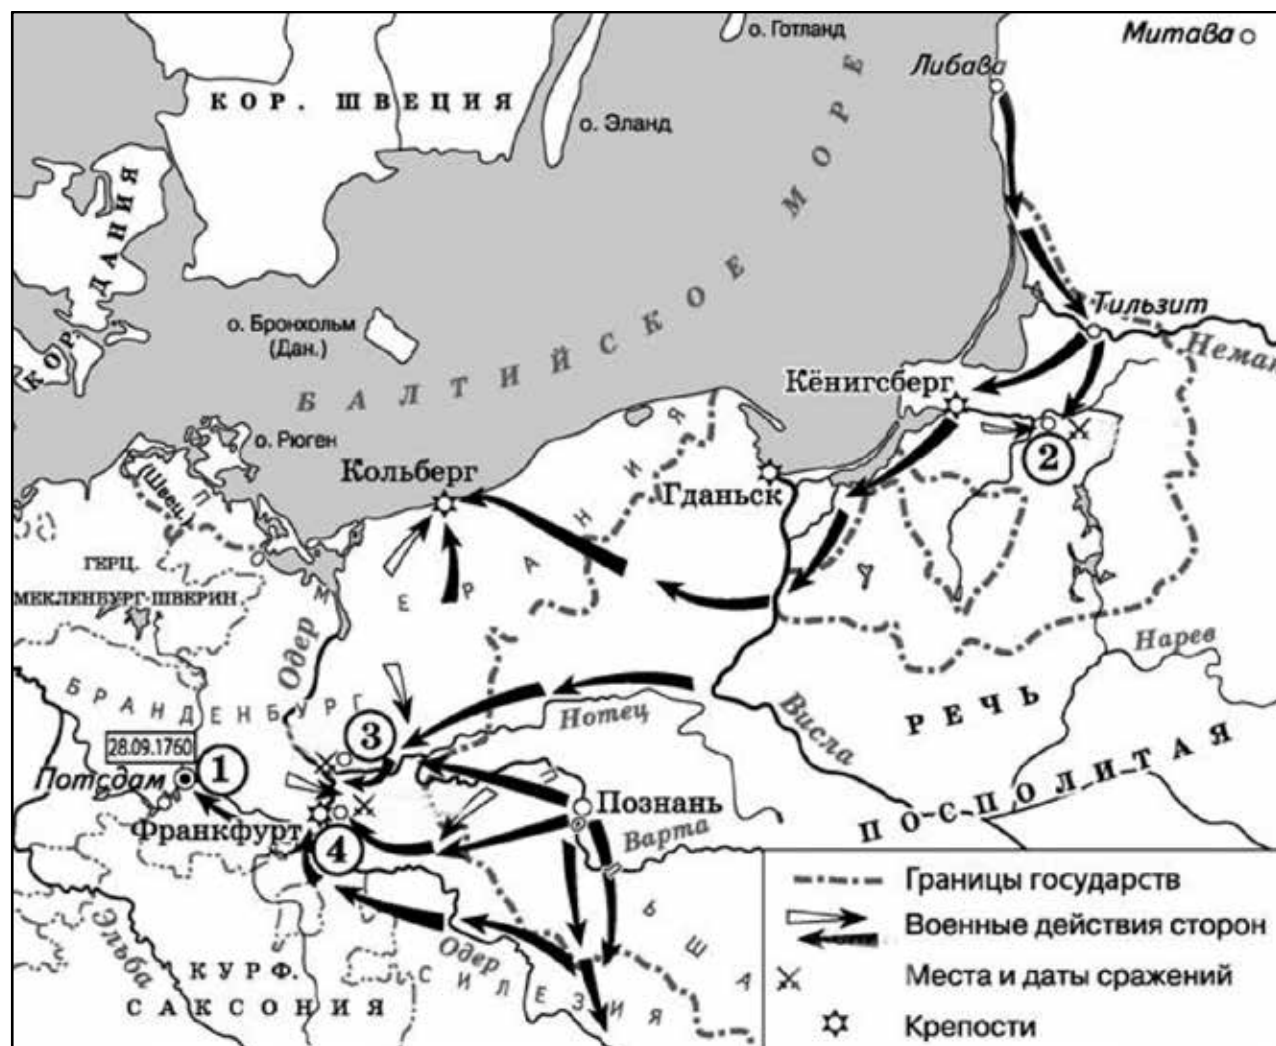 Митава
о. Готланд
Либава
КОР. ШВЕЦИЯ
о. Эланд
КОР. ДАНИЯ
БАЛТИЙСКОЕ МОРЕ
о. Бронхольм
(Дан.)
Тильзит
Неман
Кёнигсберг
о. Рюген
(Швец.)
Кольберг
Гданьск
2
ПОМЕРАНИЯ
ГЕРЦ.
МЕКЛЕНБУРГ-ШВЕРИН
Одер
Нарев
БРАНДЕНБУРГ
Нотец
Висла
РЕЧЬ
ПОСПОЛИТАЯ
3
28.09.1760
1
Потсдам
Познань
Франкфурт
Варта
4
Эльба
КУРФ.
САКСОНИЯ
Одер
СИЛЕЗИЯ
Границы государств
Военные действия сторон
Места и даты сражений
Крепости